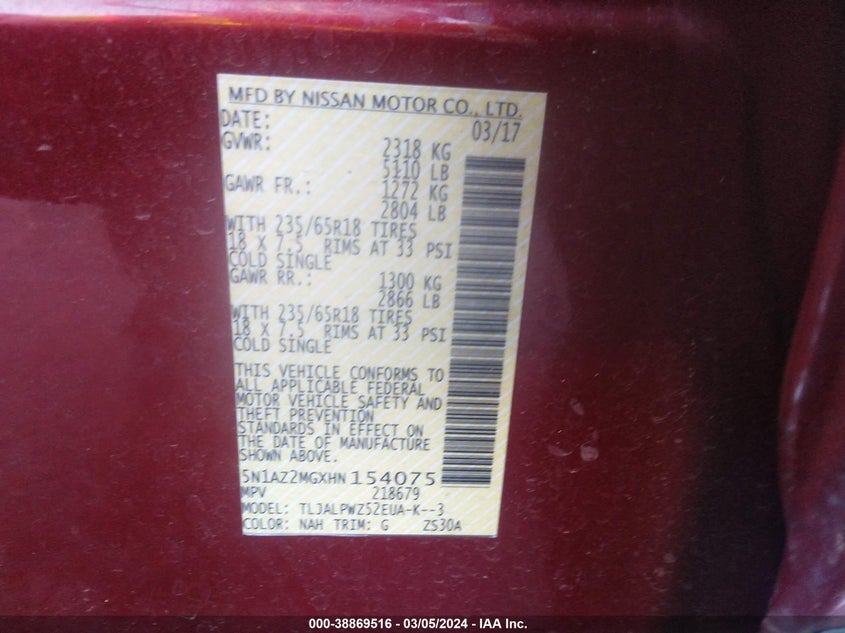 MFD BY NISSAN MOTOR CO., LTD.
DATE: 03/17
GVWR: 2318 KG
5110 LB
GAWR FR.: 1272 KG
2804 LB
WITH 235/65R18 TIRES
18 X 7.5 RIMS AT 33 PSI
COLD SINGLE
GAWR RR.: 1300 KG
2866 LB
WITH 235/65R18 TIRES
18 X 7.5 RIMS AT 33 PSI
COLD SINGLE
THIS VEHICLE CONFORMS TO
ALL APPLICABLE FEDERAL
MOTOR VEHICLE SAFETY AND
THEFT PREVENTION
STANDARDS IN EFFECT ON
THE DATE OF MANUFACTURE
SHOWN ABOVE.
5N1AZ2MGXHN154075
MPV 218679
MODEL: TLJALPWZ52EUA-K--3
COLOR: NAH TRIM: G ZS30A
000-38869516 - 03/05/2024 - IAA Inc.